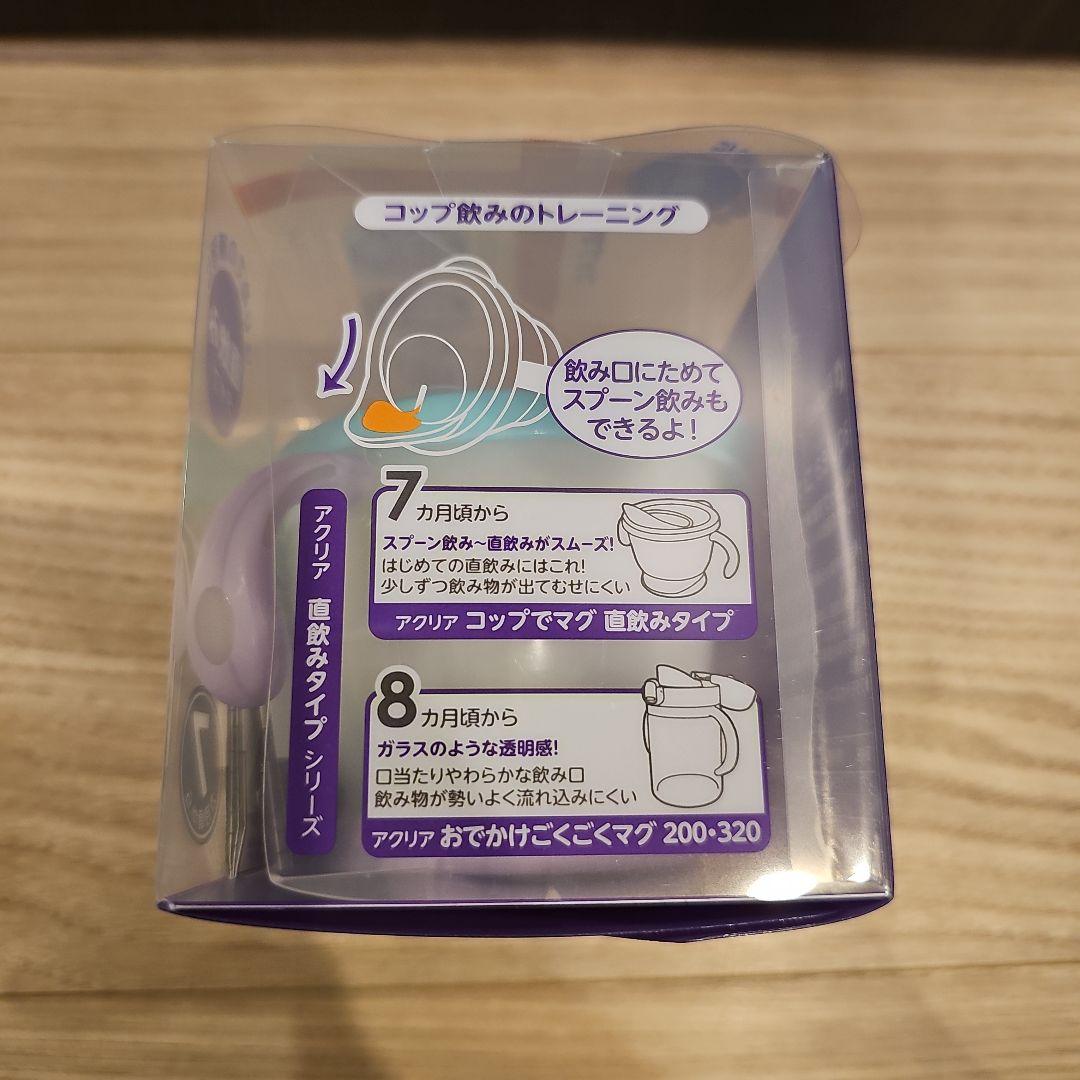 コップ飲みのトレーニング
飲み口にためて
スプーン飲みも
できるよ!
アクリア 直飲みタイプ シリーズ
7カ月頃から
スプーン飲み~直飲みがスムーズ!
はじめての直飲みにはこれ!
少しずつ飲み物が出てむせにくい
アクリア コップでマグ 直飲みタイプ
8カ月頃から
ガラスのような透明感!
口当たりやわらかな飲み口
飲み物が勢いよく流れ込みにくい
アクリア おでかけごくごくマグ 200・320
7